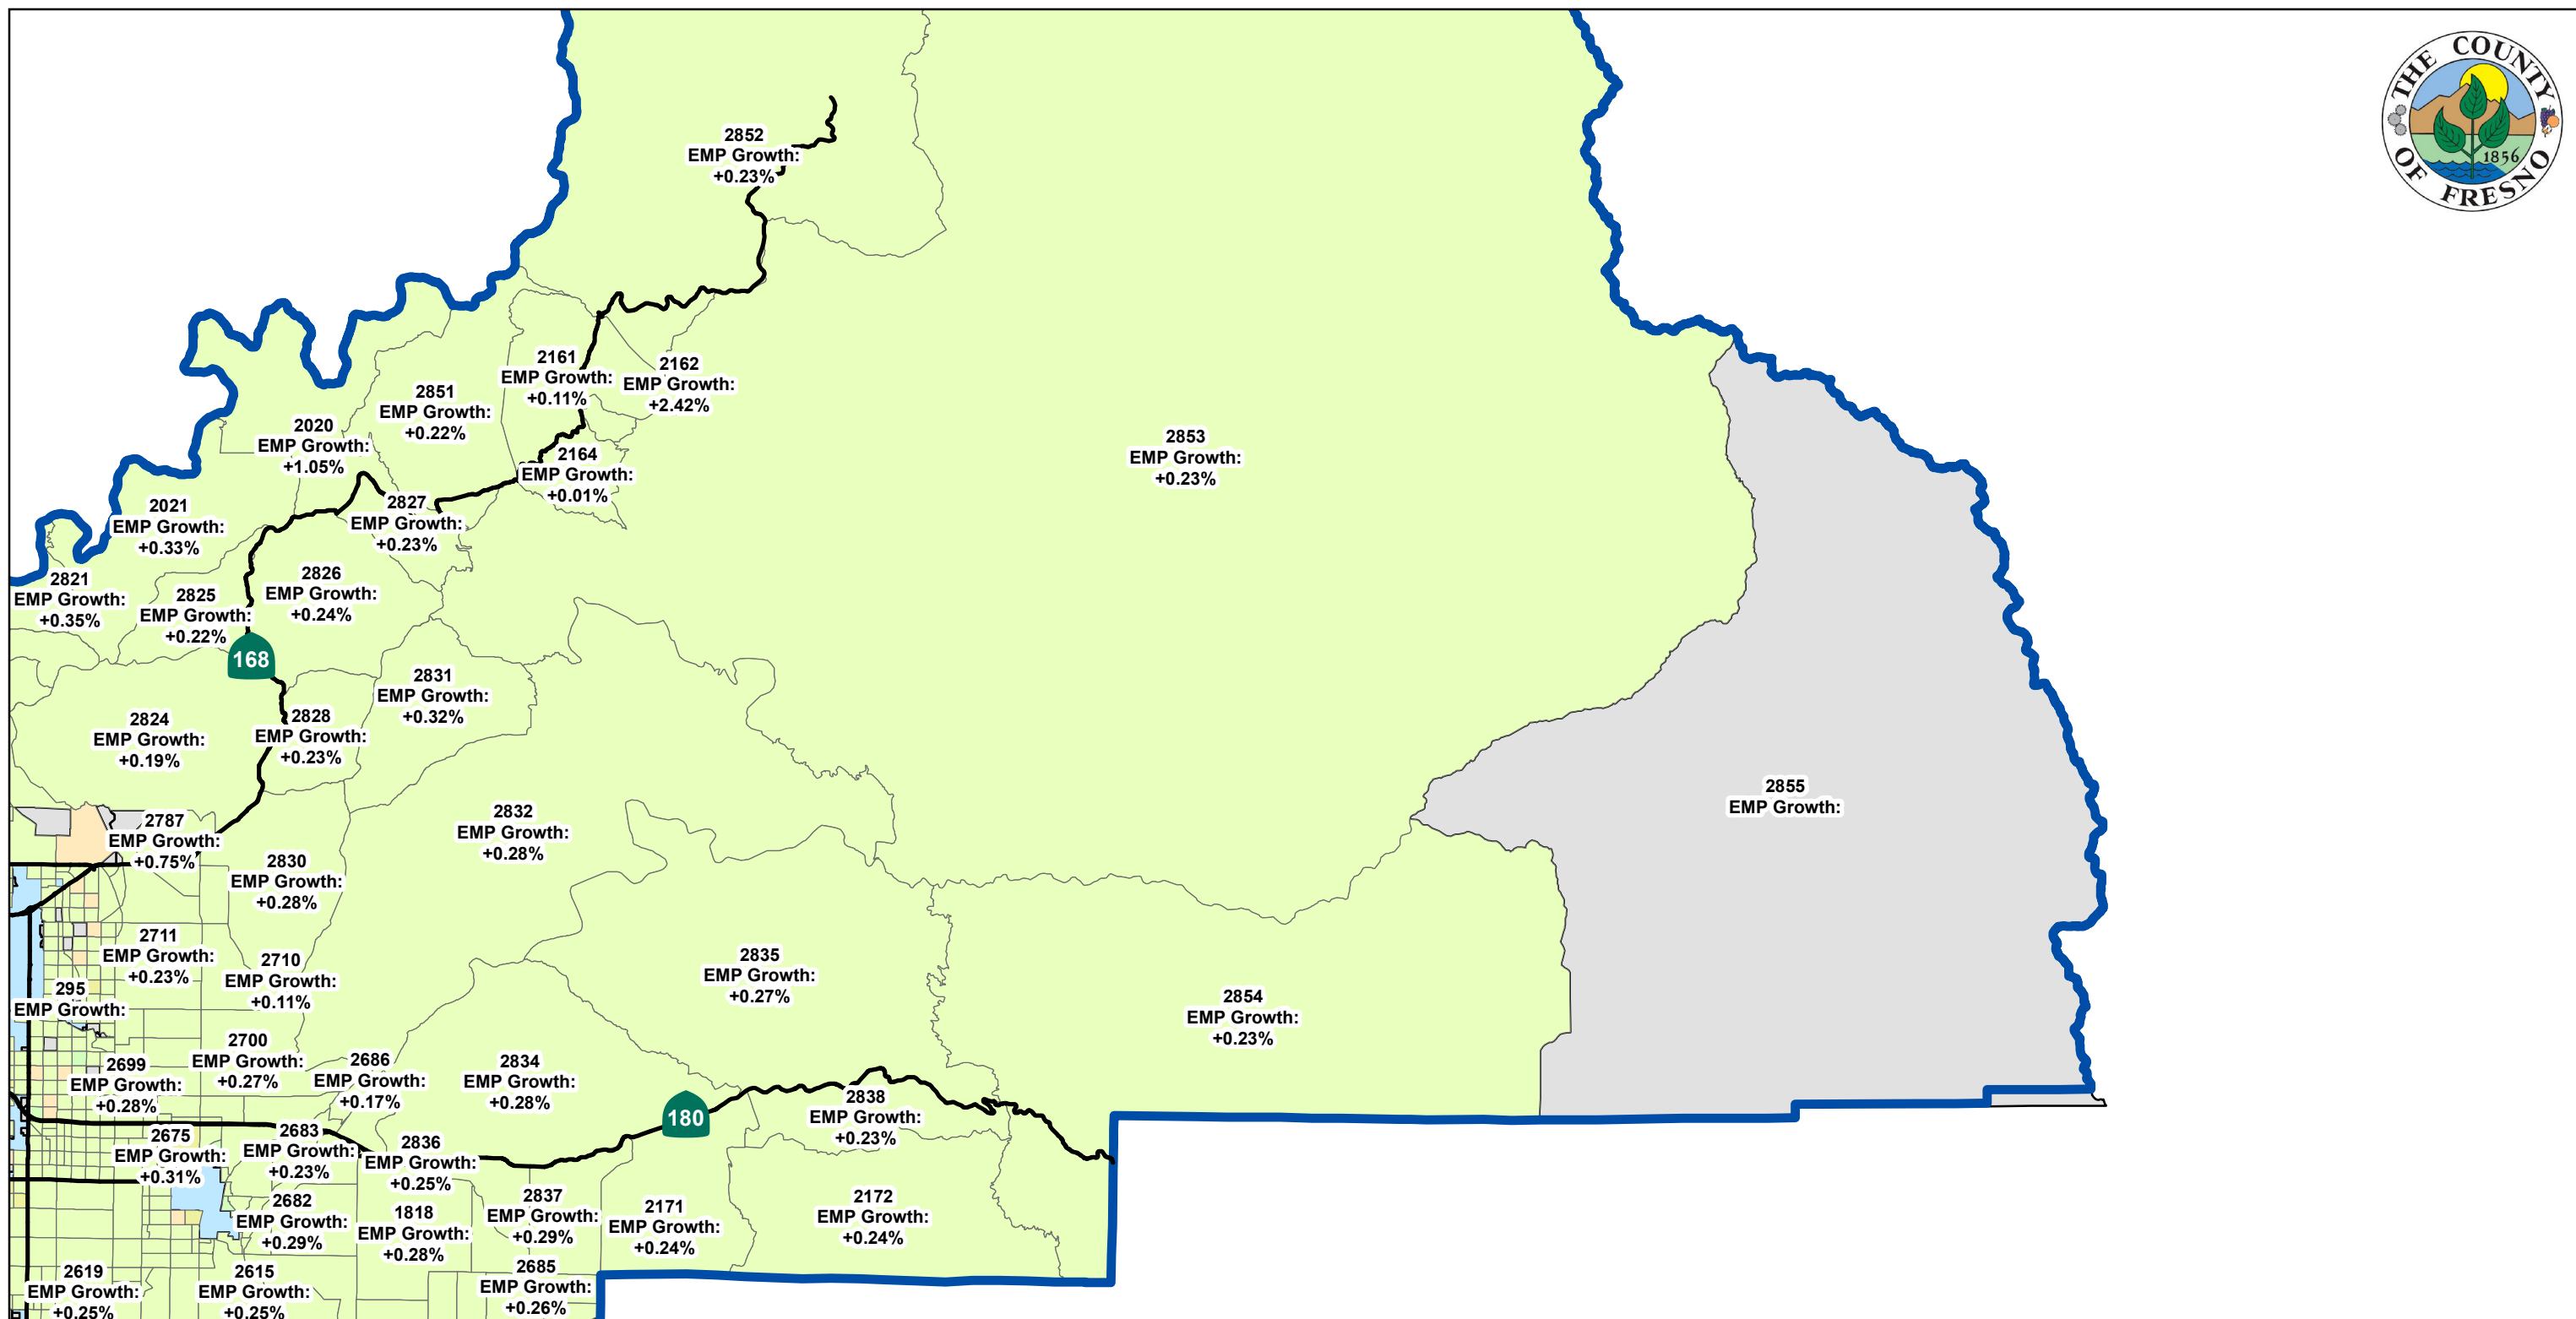 THE COUNTY
OF FRESNO
1856
2852
EMP Growth:
+0.23%
2161
EMP Growth:
+0.11%
2162
EMP Growth:
+2.42%
2851
EMP Growth:
+0.22%
2020
EMP Growth:
+1.05%
2853
EMP Growth:
+0.23%
2164
EMP Growth:
+0.01%
2827
EMP Growth:
+0.23%
2021
EMP Growth:
+0.33%
2821
EMP Growth:
+0.35%
2825
EMP Growth:
+0.22%
2826
EMP Growth:
+0.24%
168
2831
EMP Growth:
+0.32%
2824
EMP Growth:
+0.19%
2828
EMP Growth:
+0.23%
2855
EMP Growth:
2832
EMP Growth:
+0.28%
2787
EMP Growth:
+0.75%
2830
EMP Growth:
+0.28%
2711
EMP Growth:
+0.23%
2710
EMP Growth:
+0.11%
2835
EMP Growth:
+0.27%
295
EMP Growth:
2854
EMP Growth:
+0.23%
2700
EMP Growth:
+0.27%
2699
EMP Growth:
+0.28%
2686
EMP Growth:
+0.17%
2834
EMP Growth:
+0.28%
180
2838
EMP Growth:
+0.23%
2675
EMP Growth:
+0.31%
2683
EMP Growth:
+0.23%
2836
EMP Growth:
+0.25%
2682
EMP Growth:
+0.29%
1818
EMP Growth:
+0.28%
2837
EMP Growth:
+0.29%
2171
EMP Growth:
+0.24%
2172
EMP Growth:
+0.24%
2619
EMP Growth:
+0.25%
2615
EMP Growth:
+0.25%
2685
EMP Growth:
+0.26%